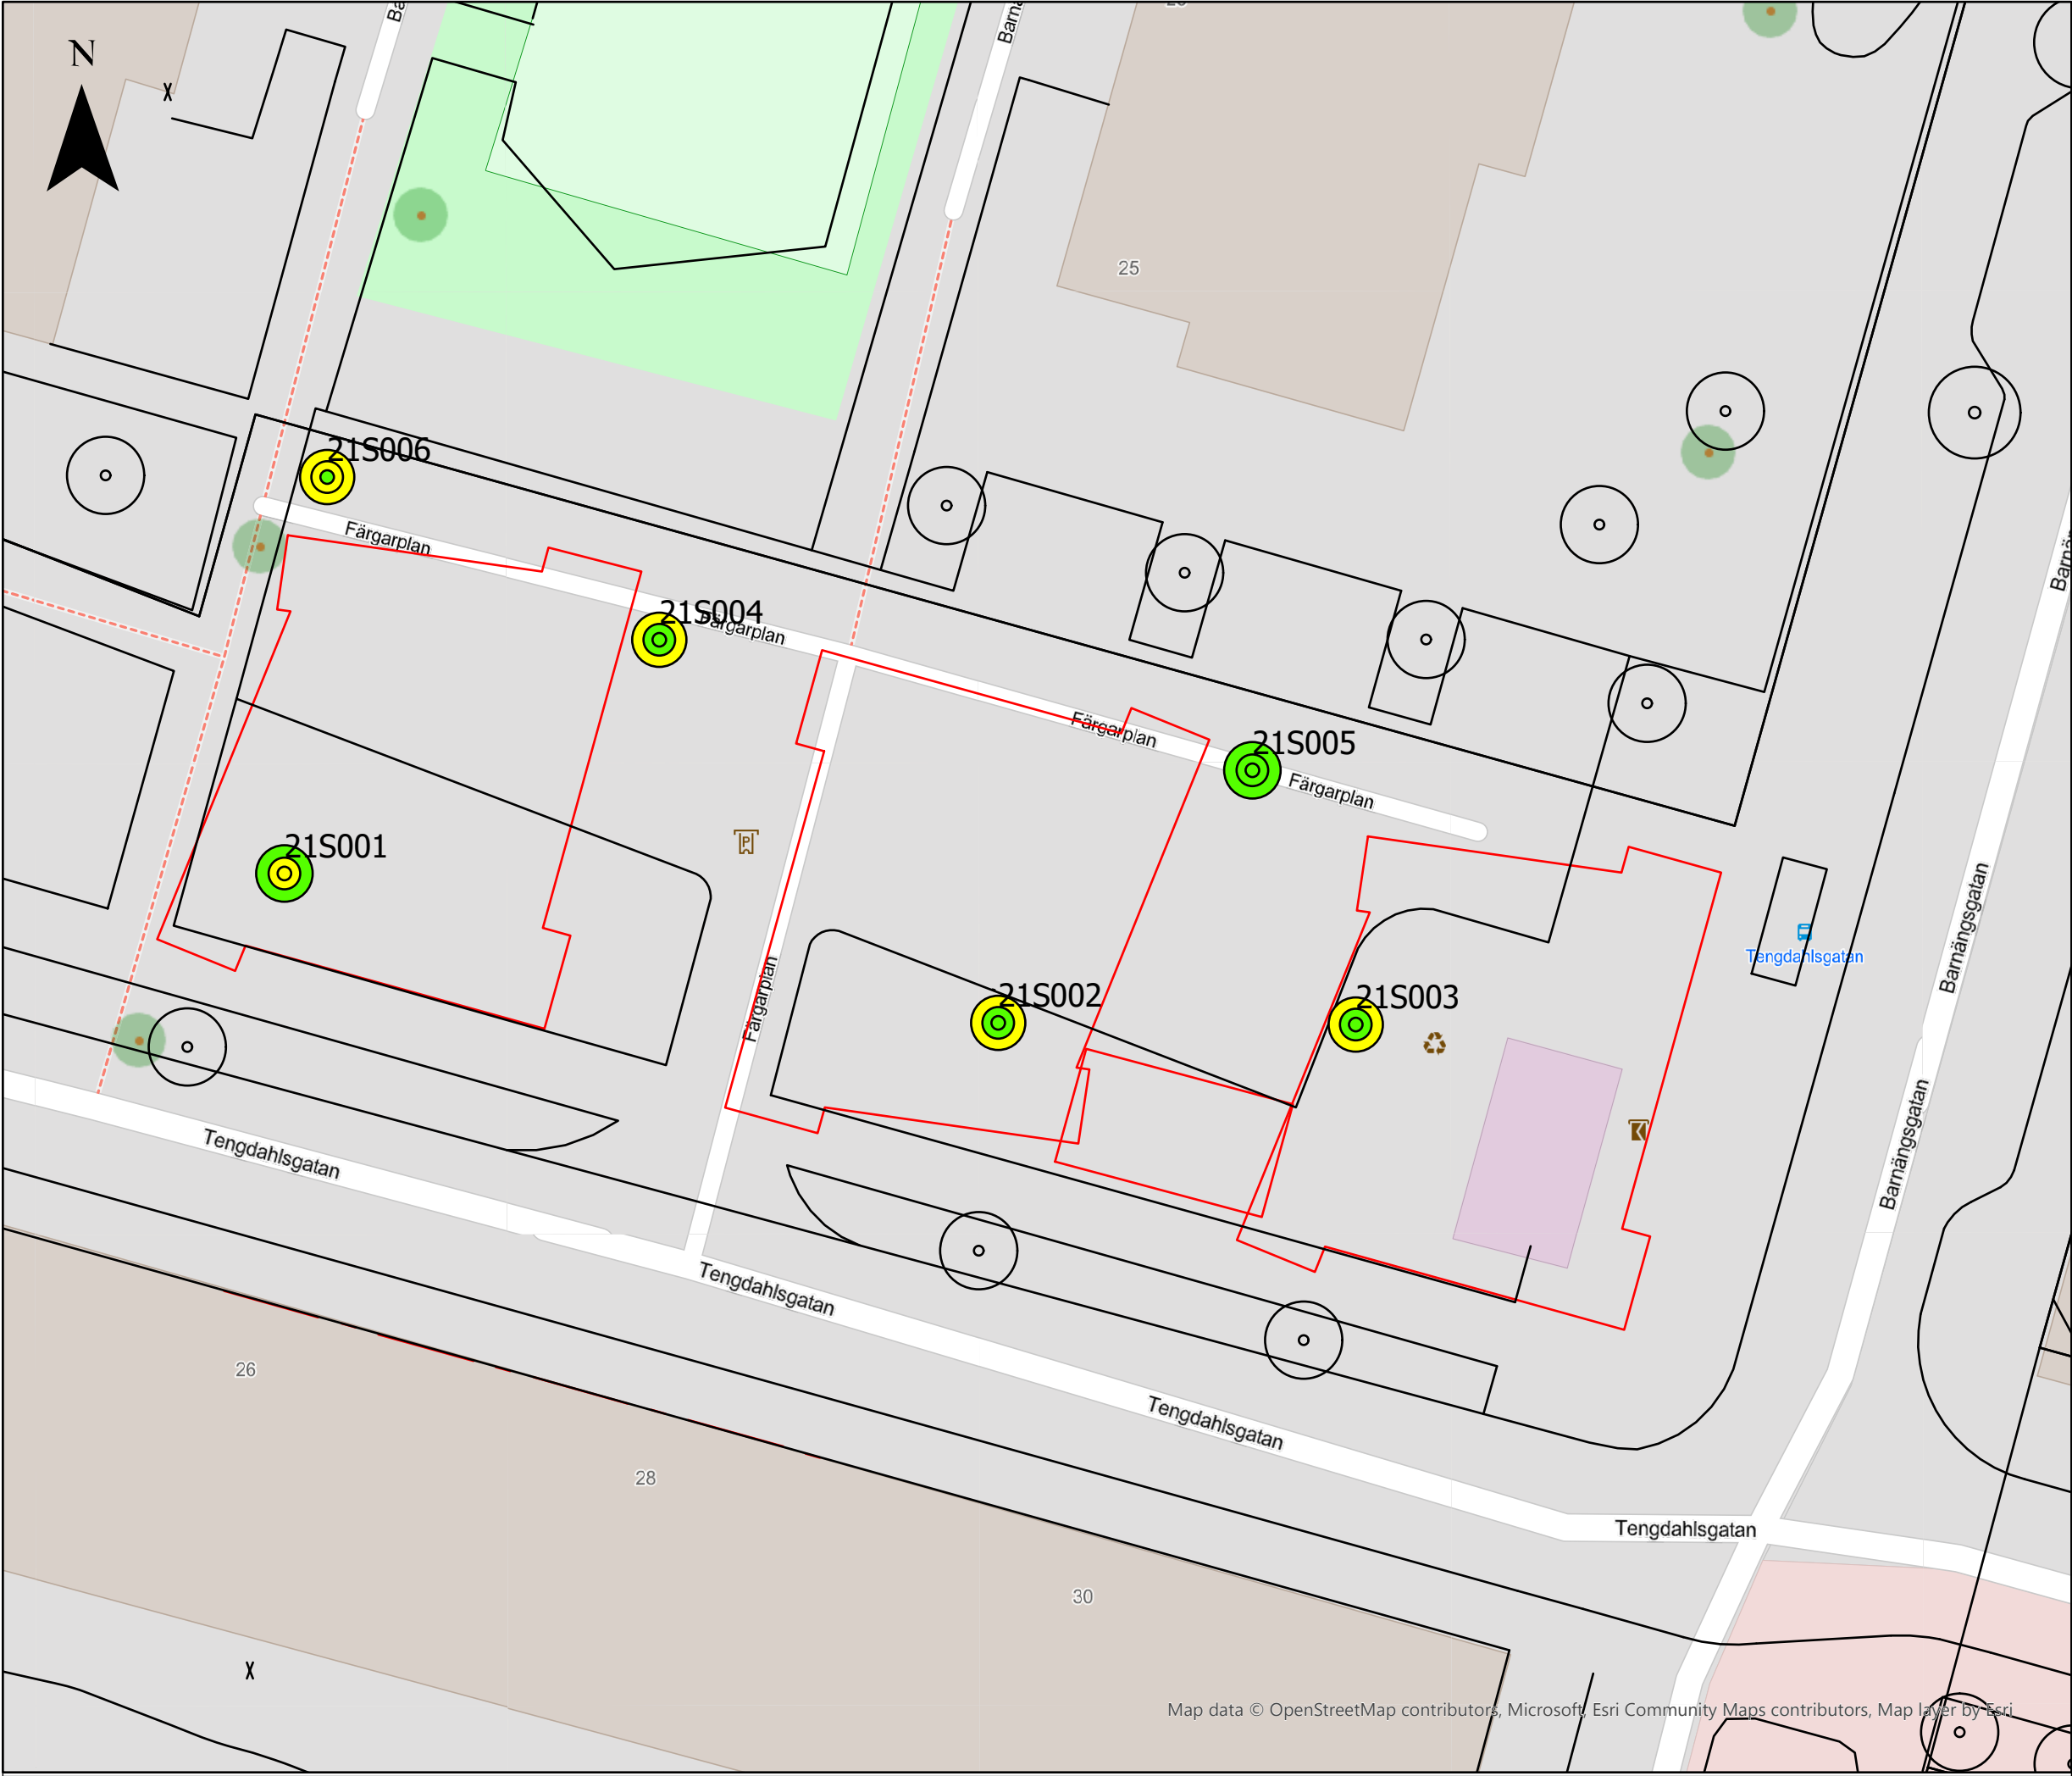 N
25
21S006
Färgarplan
21S004
Färgarplan
Färgarplan
21S005
Färgarplan
21S001
P
Tengdahlsgatan
Barnängsgatan
21S002
21S003
Färgarplan
Barnängsgatan
Tengdahlsgatan
Tengdahlsgatan
26
Tengdahlsgatan
28
Tengdahlsgatan
30
Map data © OpenStreetMap contributors, Microsoft, Esri Community Maps contributors, Map layer by Esri